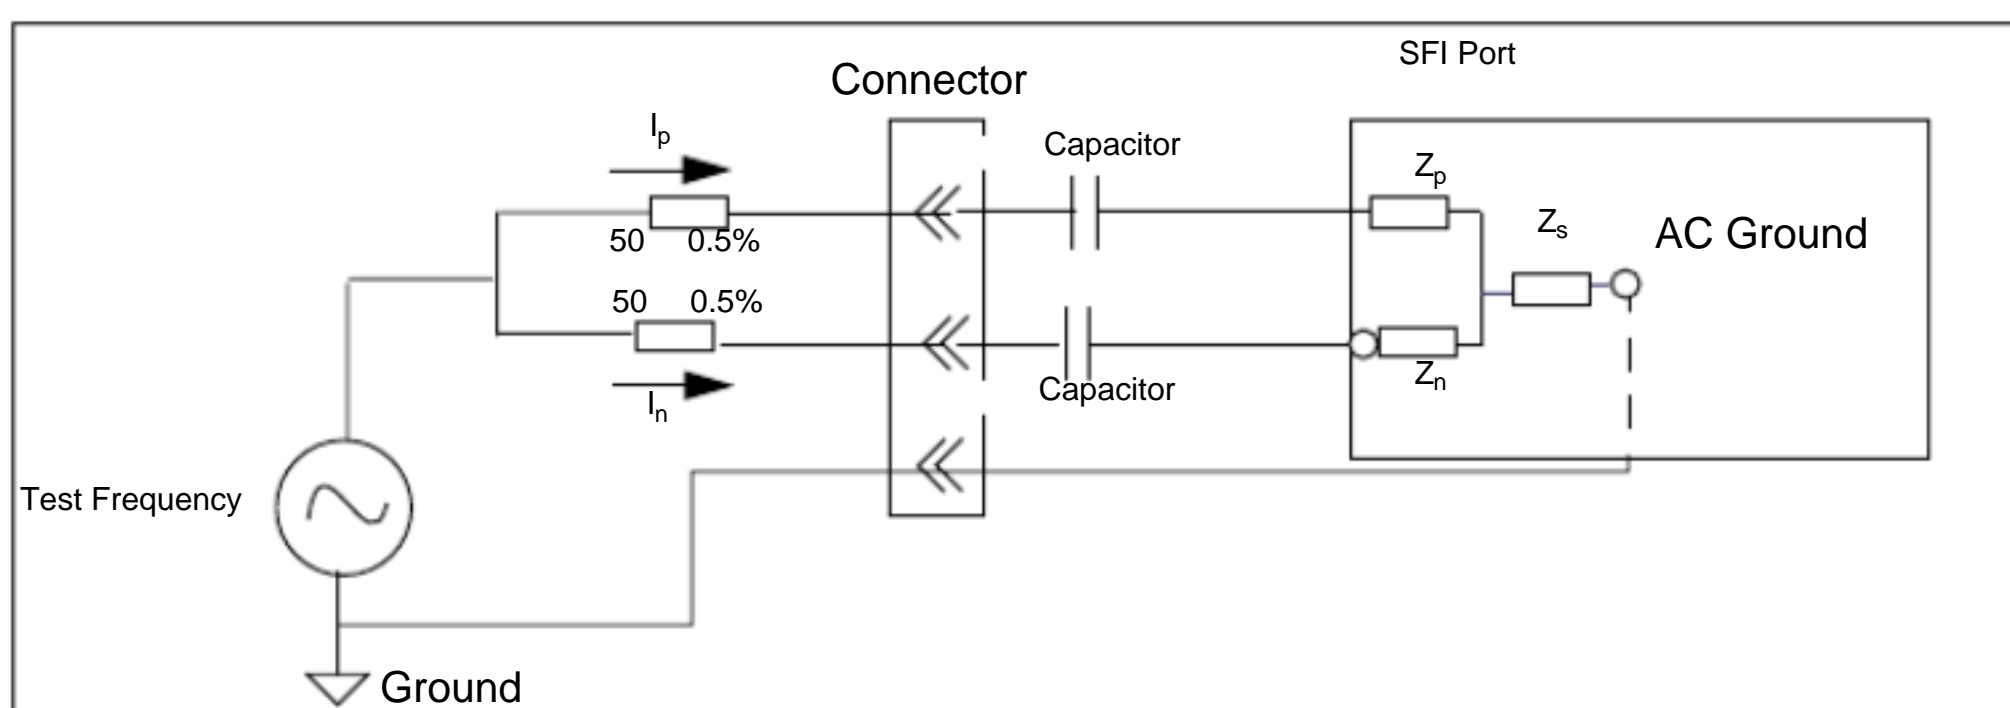 SFI Port
Connector
Ip
Capacitor
Zp
Zs
AC Ground
50 0.5%
50 0.5%
Zn
Capacitor
In
Test Frequency
Ground